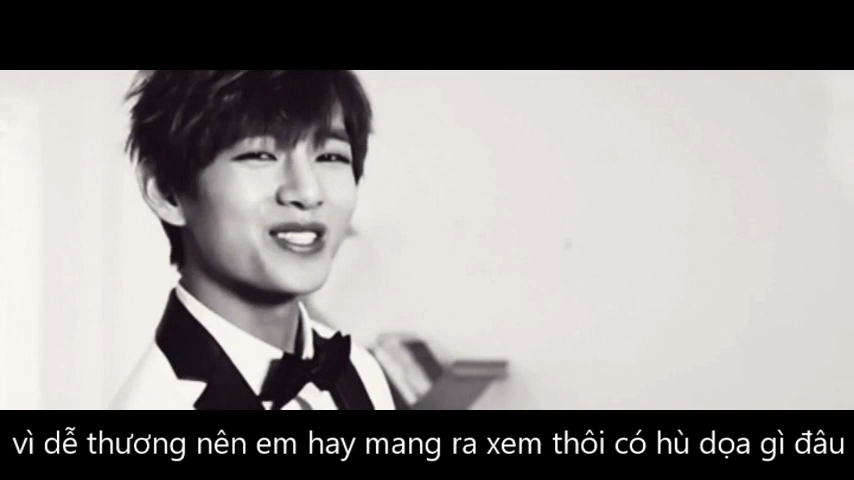 vì dễ thương nên em hay mang ra xem thôi có hù dọa gì đâu